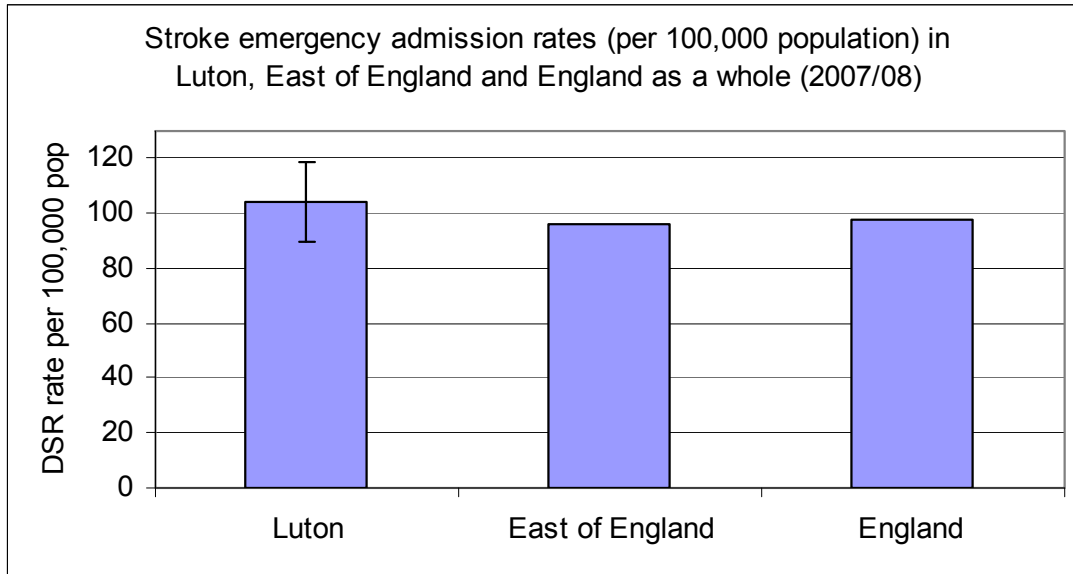 Stroke emergency admission rates (per 100,000 population) in
Luton, East of England and England as a whole (2007/08)
DSR rate per 100,000 pop
120
100
80
60
40
20
0
Luton
East of England
England